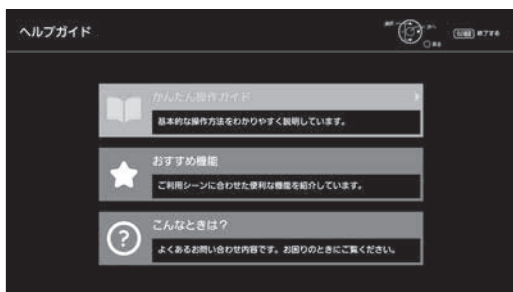 ヘルプガイド
戻る
終了する
かんたん操作ガイド
基本的な操作方法をわかりやすく説明しています。
おすすめ機能
ご利用シーンに合わせた便利な機能を紹介しています。
こんなときは？
よくあるお問い合わせ内容です。お困りのときにご覧ください。